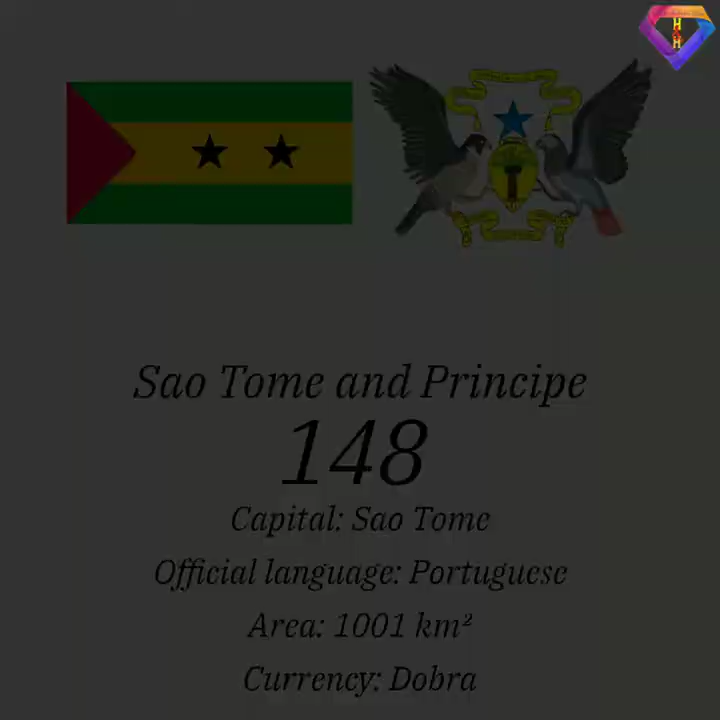 Sao Tome and Principe
148
Capital: Sao Tome
Official language: Portuguese
Area: 1001 km²
Currency: Dobra